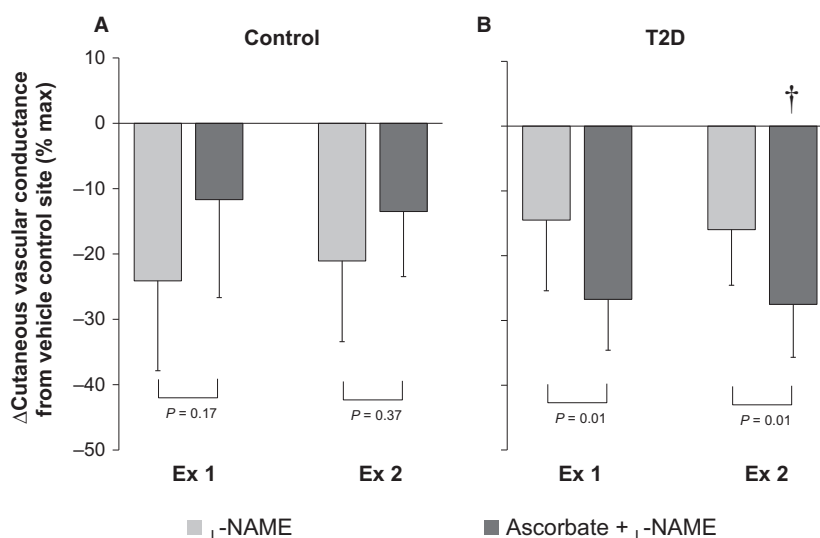 A
B
Control
T2D
ΔCutaneous vascular conductance
from vehicle control site (% max)
10
0
–10
–20
–30
–40
–50
†
P = 0.17
P = 0.37
P = 0.01
P = 0.01
Ex 1
Ex 2
Ex 1
Ex 2
L-NAME
Ascorbate + L-NAME